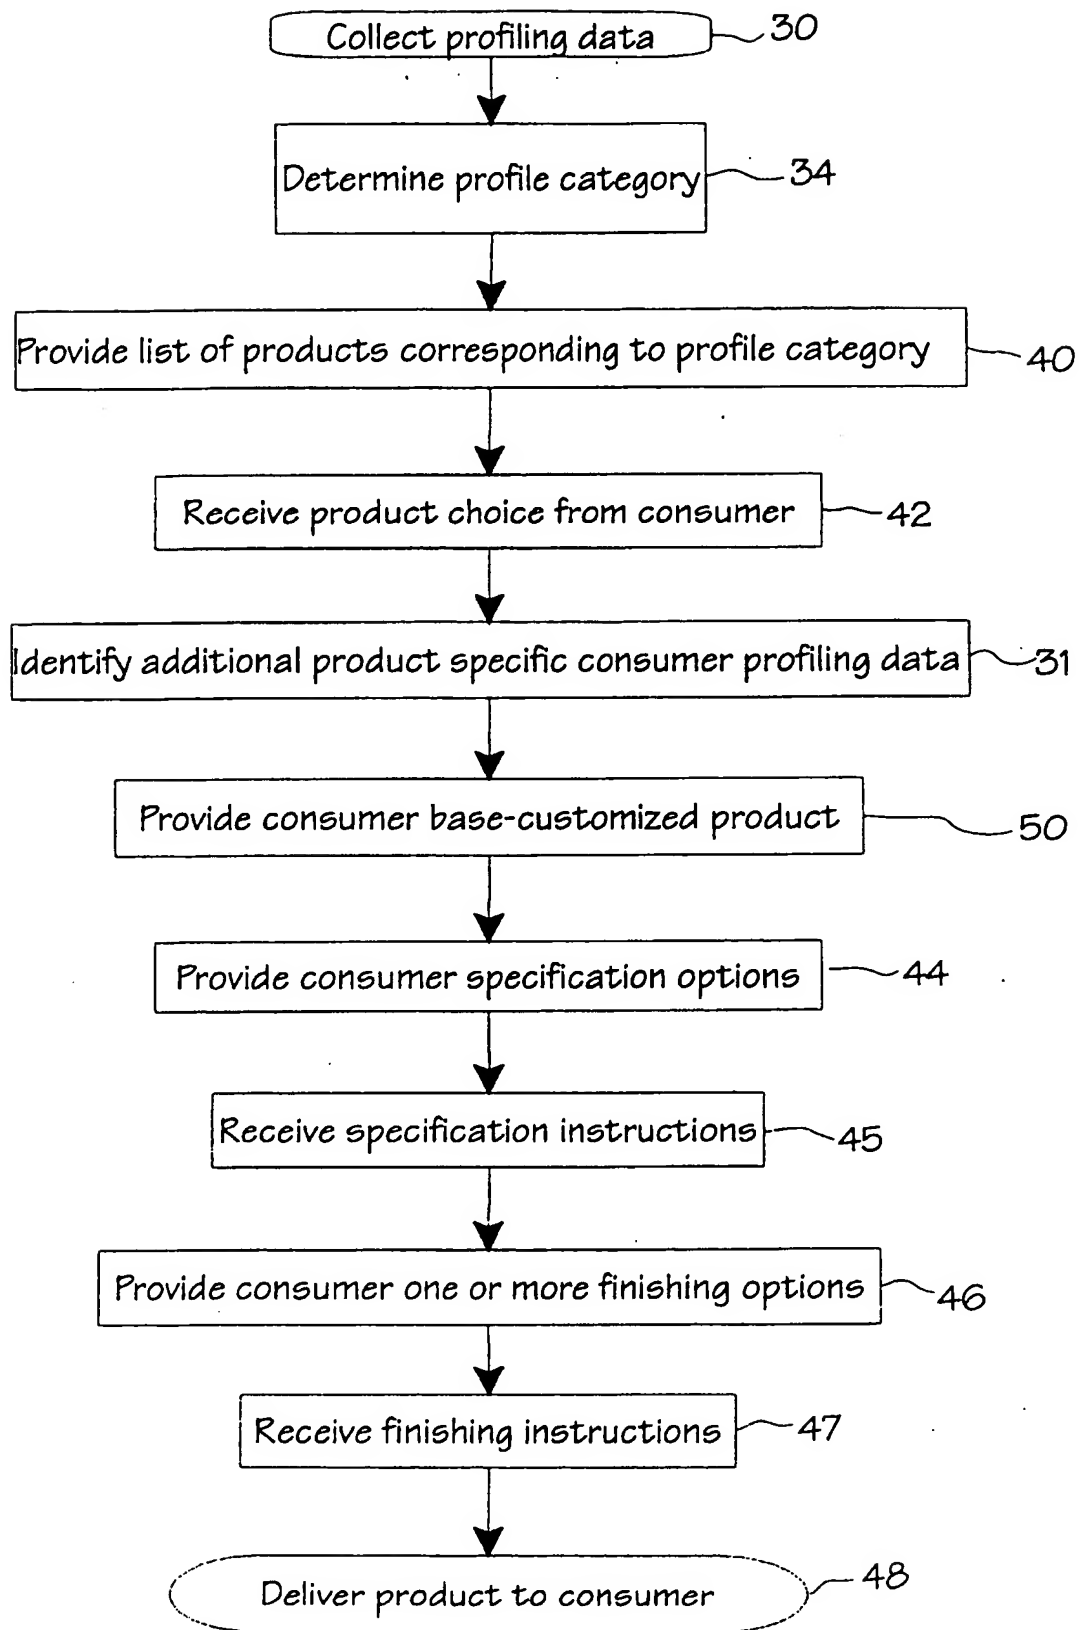 Collect profiling data 30
Determine profile category 34
Provide list of products corresponding to profile category 40
Receive product choice from consumer 42
Identify additional product specific consumer profiling data 31
Provide consumer base-customized product 50
Provide consumer specification options 44
Receive specification instructions 45
Provide consumer one or more finishing options 46
Receive finishing instructions 47
Deliver product to consumer 48